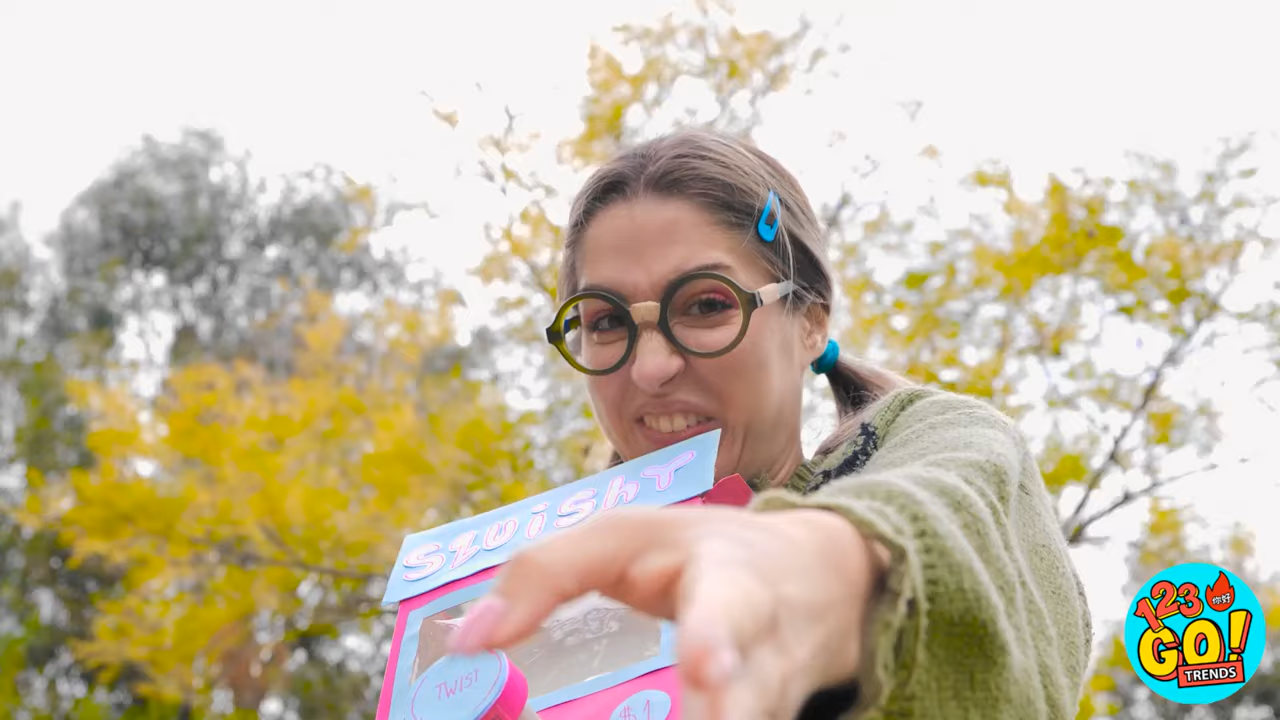 SzwishY
TWIST
$1
123
你好
GO!
TRENDS